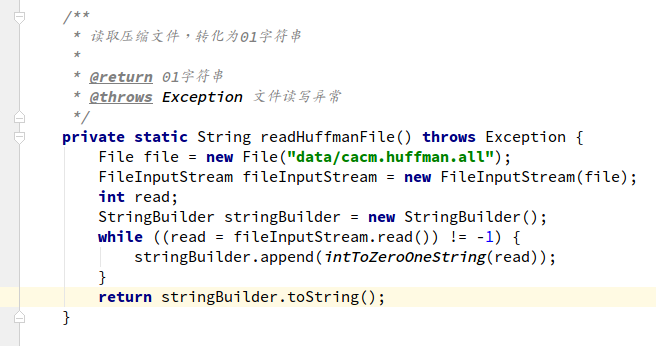 /**
 * 读取压缩文件，转化为01字符串
 *
 * @return 01字符串
 * @throws Exception 文件读写异常
 */
private static String readHuffmanFile() throws Exception {
    File file = new File("data/cacm.huffman.all");
    FileInputStream fileInputStream = new FileInputStream(file);
    int read;
    StringBuilder stringBuilder = new StringBuilder();
    while ((read = fileInputStream.read()) != -1) {
        stringBuilder.append(intToZeroOneString(read));
    }
    return stringBuilder.toString();
}